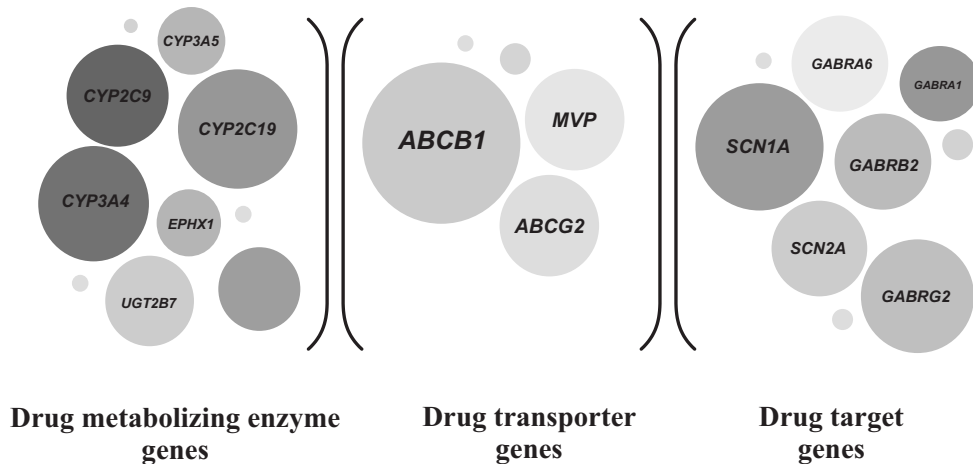 CYP3A5
CYP2C9
CYP2C19
CYP3A4
EPHX1
UGT2B7
ABCB1
MVP
ABCG2
GABRA6
GABRA1
SCN1A
GABRB2
SCN2A
GABRG2
Drug metabolizing enzyme
genes
Drug transporter
genes
Drug target
genes